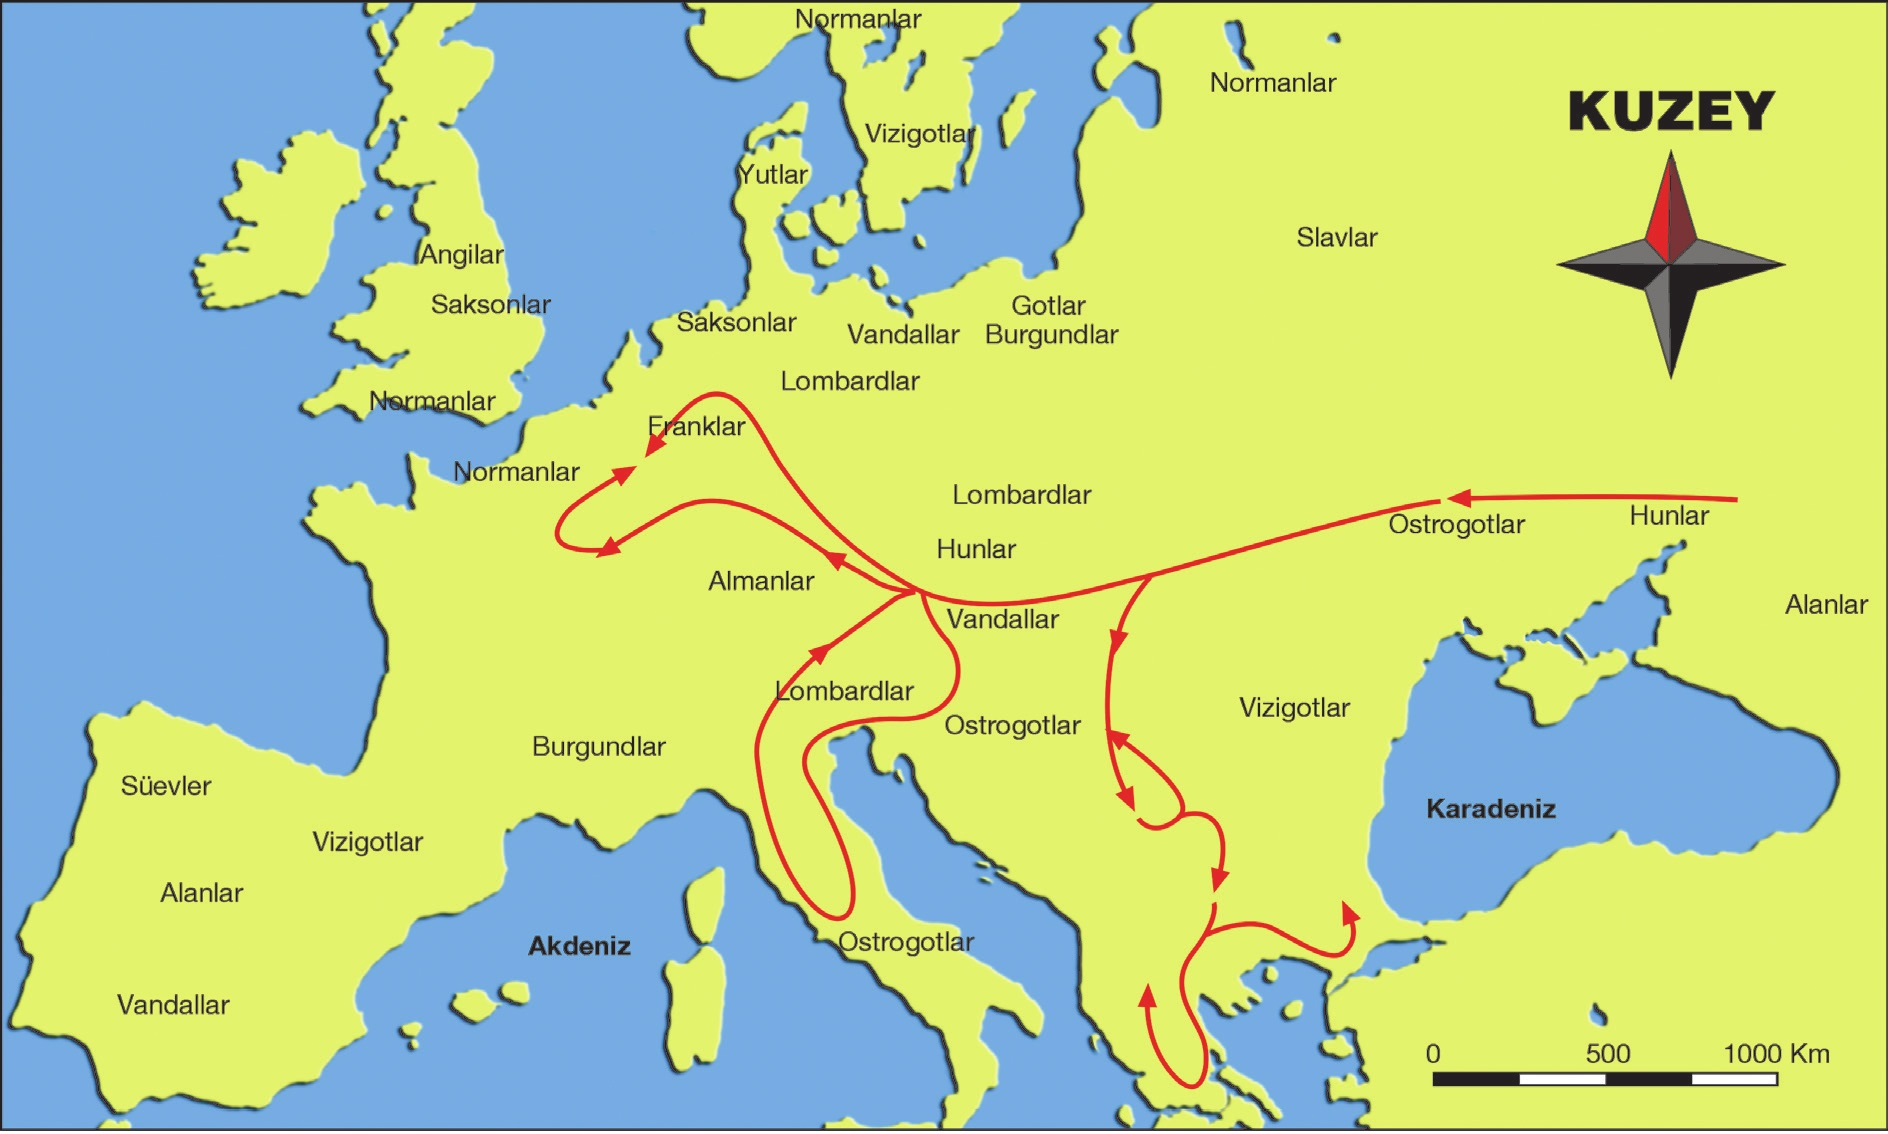 Normanlar
Normanlar
KUZEY
Vizigotlar
Yutlar
Slavlar
Angilar
Saksonlar
Gotlar
Saksonlar
Vandallar
Burgundlar
Lombardlar
Normanlar
Franklar
Normanlar
Lombardlar
Ostrogotlar
Hunlar
Hunlar
Almanlar
Alanlar
Vandallar
Lombardlar
Vizigotlar
Ostrogotlar
Burgundlar
Süevler
Karadeniz
Vizigotlar
Alanlar
Akdeniz
Ostrogotlar
Vandallar
0 500 1000 Km